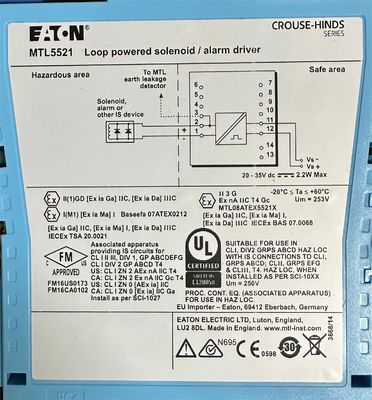 EATON
CROUSE-HINDS
SERIES
MTL5521 Loop powered solenoid / alarm driver
Hazardous area
Safe area
To MTL
earth leakage
detector
Solenoid,
alarm or
other IS device
6
5
4
3
2
1
7
8
9
10
11
12
14
13
+
-
Vs -
Vs +
20 - 35V dc 2.2W Max
II(1)GD [Ex ia Ga] IIC, [Ex ia Da] IIIC
I(M1) [Ex ia Ma] I Baseefa 07ATEX0212
[Ex ia Ga] IIC, [Ex ia Ma] I, [Ex ia Da] IIIC
IECEx TSA 20.0021
II 3 G
Ex nA IIC T4 Gc
MTL08ATEX5521X
-20°C ≤ Ta ≤ +60°C
Um = 253V
[Ex ia Ga] IIC, [Ex ia Ma] I,
[Ex ia Da] IIIC IECEx BAS 07.0068
FM
APPROVED
FM16US0173
FM16CA0102
Associated apparatus
providing IS circuits for
CL I II III, DIV 1, GP ABCDEFG
CL I DIV 2 GP ABCD T4
US: CL I ZN 2 AEx nA IIC T4
CA: CL I ZN 2 Ex nA IIC Gc T4
US: CL I ZN 0 [AEx ia] IIC
CA: CL I ZN 0 [Ex ia] IIC Ga
Install as per SCI-1027
UL
CERTIFIED
SUITABLE FOR USE IN CLI,
DIV2 GRPS ABCD HAZ LOC
WITH IS CONNECTIONS TO CLI,
GRPS ABCD; CLII, GRPS EFG
& CLIII, T4. HAZ LOC, WHEN
INSTALLED AS PER SCI-10XX
Um = 250V
PROC. CONT. EQ. (ASSOCIATED APPARATUS)
FOR USE IN HAZ LOC.
EU Importer – Eaton, 69412 Eberbach, Germany
EATON ELECTRIC LTD, Luton, England,
LU2 8DL. Made in England. www.mtl-inst.com
N695
CE
0598
30
3868/14